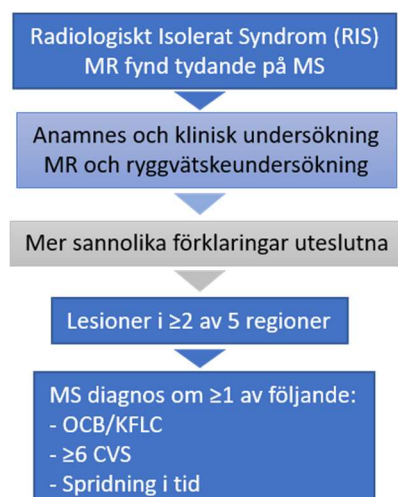 Radiologiskt Isolerat Syndrom (RIS)
MR fynd tydande på MS
Anamnes och klinisk undersökning
MR och ryggvätskeundersökning
Mer sannolika förklaringar uteslutna
Lesioner i ≥2 av 5 regioner
MS diagnos om ≥1 av följande:
- OCB/KFLC
- ≥6 CVS
- Spridning i tid